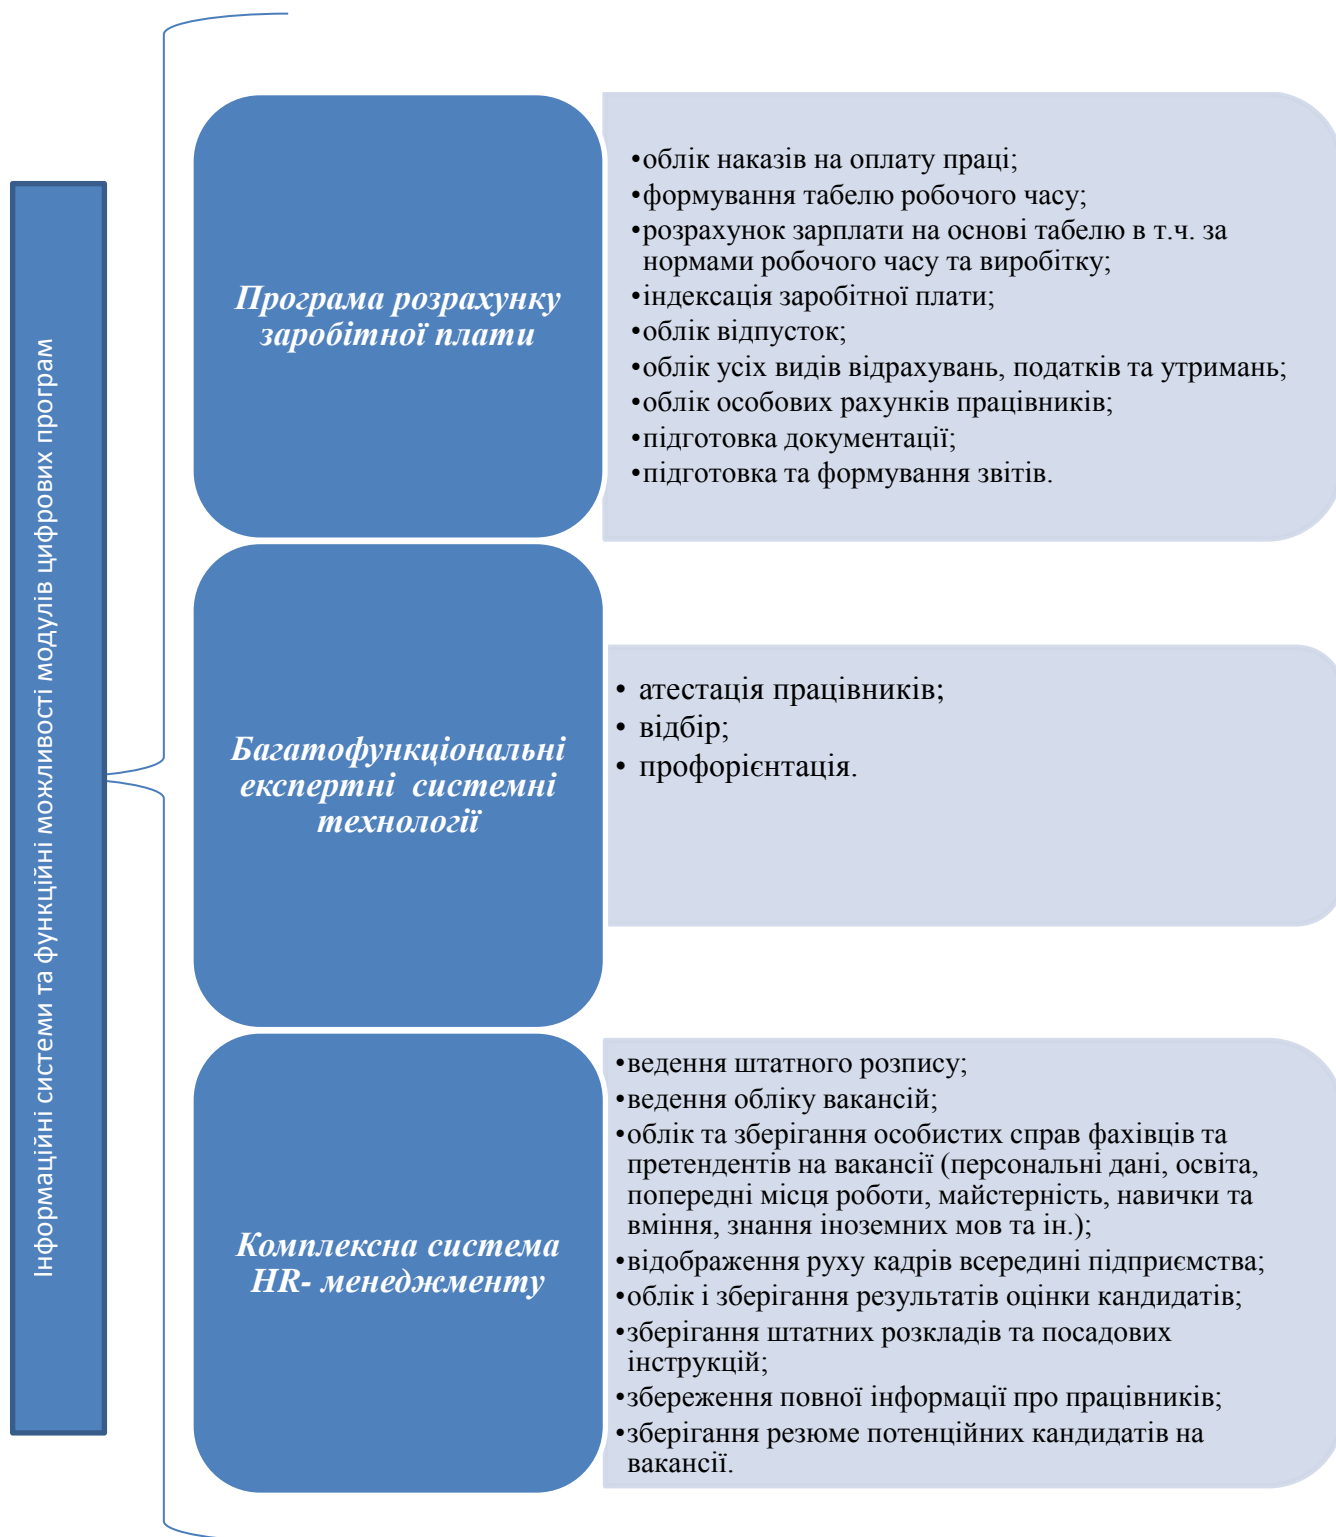 Інформаційні системи та функційні можливості модулів цифрових програм
Програма розрахунку
заробітної плати
•облік наказів на оплату праці;
•формування табелю робочого часу;
•розрахунок зарплати на основі табелю в т.ч. за
нормами робочого часу та виробітку;
•індексація заробітної плати;
•облік відпусток;
•облік усіх видів відрахувань, податків та утримань;
•облік особових рахунків працівників;
•підготовка документації;
•підготовка та формування звітів.
Багатофункціональні
експертні системні
технології
• атестація працівників;
• відбір;
• профорієнтація.
Комплексна система
HR- менеджменту
•ведення штатного розпису;
•ведення обліку вакансій;
•облік та зберігання особистих справ фахівців та
претендентів на вакансії (персональні дані, освіта,
попередні місця роботи, майстерність, навички та
вміння, знання іноземних мов та ін.);
•відображення руху кадрів всередині підприємства;
•облік і зберігання результатів оцінки кандидатів;
•зберігання штатних розкладів та посадових
інструкцій;
•збереження повної інформації про працівників;
•зберігання резюме потенційних кандидатів на
вакансії.